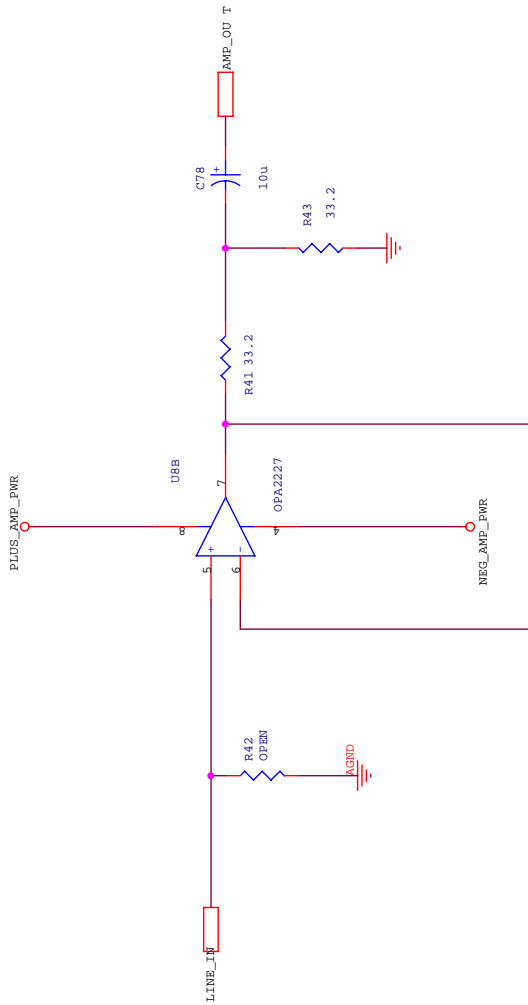 AMP_OU T
C78
+
10u
R43
33.2
R41 33.2
U8B
7
OPA2227
PLUS_AMP_PWR
8
4
NEG_AMP_PWR
+
-
5
6
R42
OPEN
AGND
LINE_IN